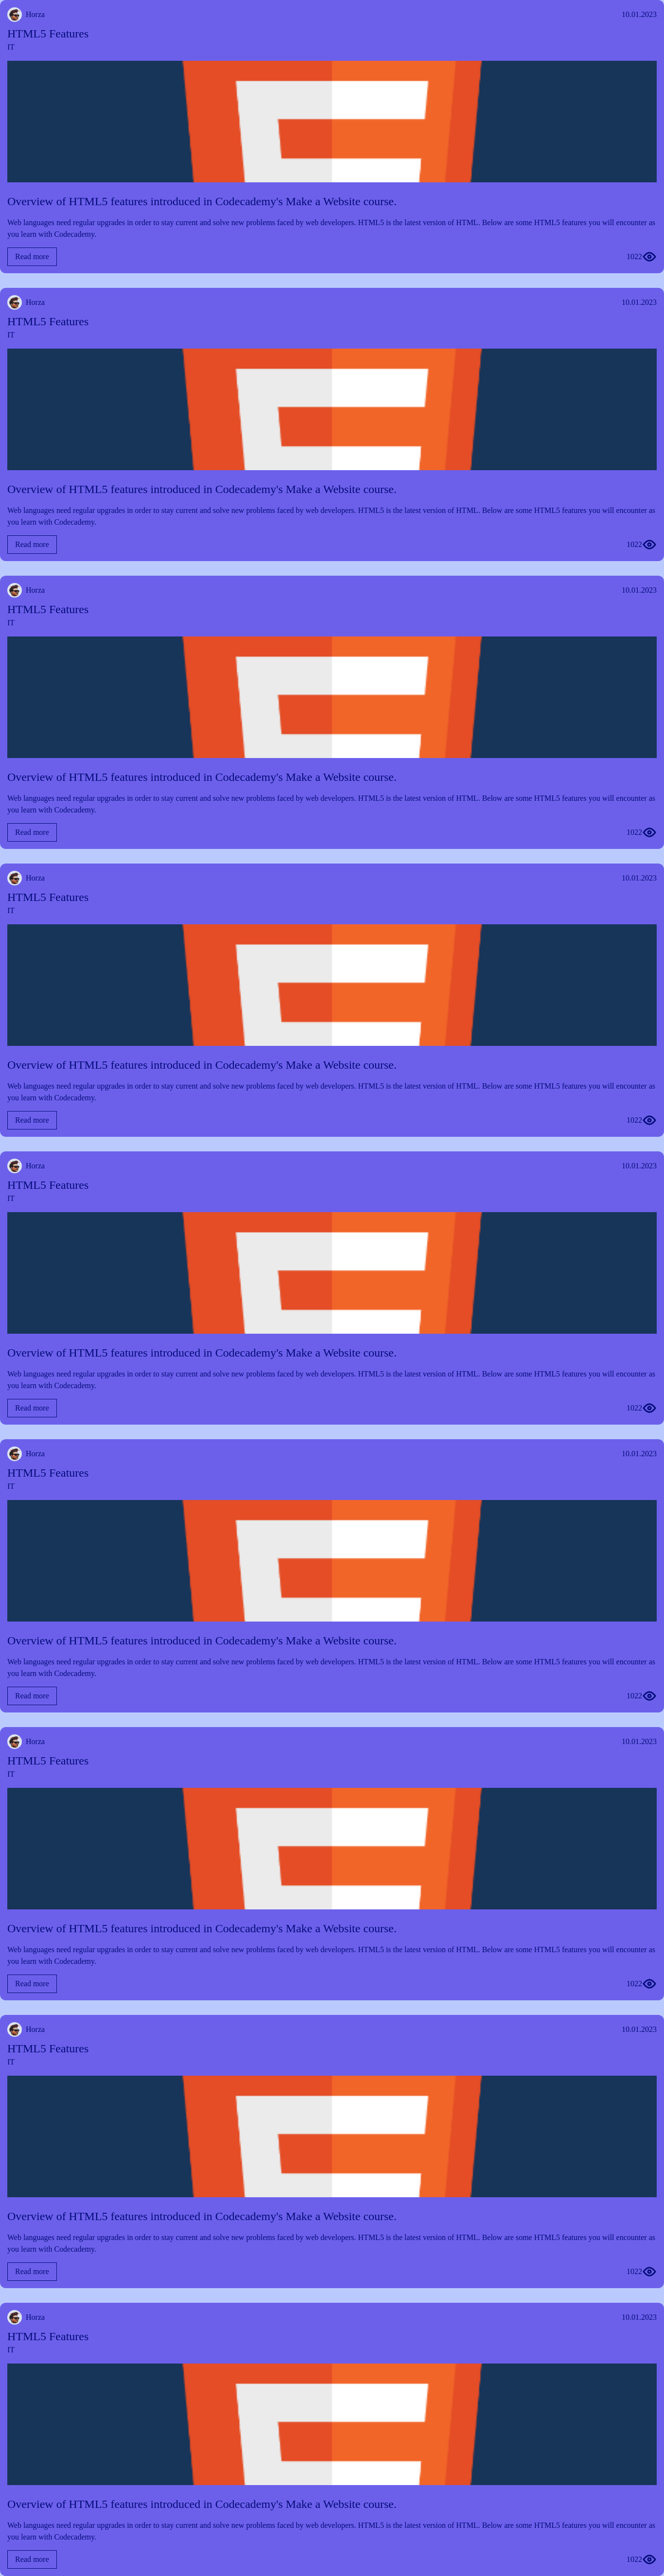 Horza 10.01.2023
HTML5 Features
IT
Overview of HTML5 features introduced in Codecademy's Make a Website course.
Web languages need regular upgrades in order to stay current and solve new problems faced by web developers. HTML5 is the latest version of HTML. Below are some HTML5 features you will encounter as
you learn with Codecademy.
Read more 1022
Horza 10.01.2023
HTML5 Features
IT
Overview of HTML5 features introduced in Codecademy's Make a Website course.
Web languages need regular upgrades in order to stay current and solve new problems faced by web developers. HTML5 is the latest version of HTML. Below are some HTML5 features you will encounter as
you learn with Codecademy.
Read more 1022
Horza 10.01.2023
HTML5 Features
IT
Overview of HTML5 features introduced in Codecademy's Make a Website course.
Web languages need regular upgrades in order to stay current and solve new problems faced by web developers. HTML5 is the latest version of HTML. Below are some HTML5 features you will encounter as
you learn with Codecademy.
Read more 1022
Horza 10.01.2023
HTML5 Features
IT
Overview of HTML5 features introduced in Codecademy's Make a Website course.
Web languages need regular upgrades in order to stay current and solve new problems faced by web developers. HTML5 is the latest version of HTML. Below are some HTML5 features you will encounter as
you learn with Codecademy.
Read more 1022
Horza 10.01.2023
HTML5 Features
IT
Overview of HTML5 features introduced in Codecademy's Make a Website course.
Web languages need regular upgrades in order to stay current and solve new problems faced by web developers. HTML5 is the latest version of HTML. Below are some HTML5 features you will encounter as
you learn with Codecademy.
Read more 1022
Horza 10.01.2023
HTML5 Features
IT
Overview of HTML5 features introduced in Codecademy's Make a Website course.
Web languages need regular upgrades in order to stay current and solve new problems faced by web developers. HTML5 is the latest version of HTML. Below are some HTML5 features you will encounter as
you learn with Codecademy.
Read more 1022
Horza 10.01.2023
HTML5 Features
IT
Overview of HTML5 features introduced in Codecademy's Make a Website course.
Web languages need regular upgrades in order to stay current and solve new problems faced by web developers. HTML5 is the latest version of HTML. Below are some HTML5 features you will encounter as
you learn with Codecademy.
Read more 1022
Horza 10.01.2023
HTML5 Features
IT
Overview of HTML5 features introduced in Codecademy's Make a Website course.
Web languages need regular upgrades in order to stay current and solve new problems faced by web developers. HTML5 is the latest version of HTML. Below are some HTML5 features you will encounter as
you learn with Codecademy.
Read more 1022
Horza 10.01.2023
HTML5 Features
IT
Overview of HTML5 features introduced in Codecademy's Make a Website course.
Web languages need regular upgrades in order to stay current and solve new problems faced by web developers. HTML5 is the latest version of HTML. Below are some HTML5 features you will encounter as
you learn with Codecademy.
Read more 1022